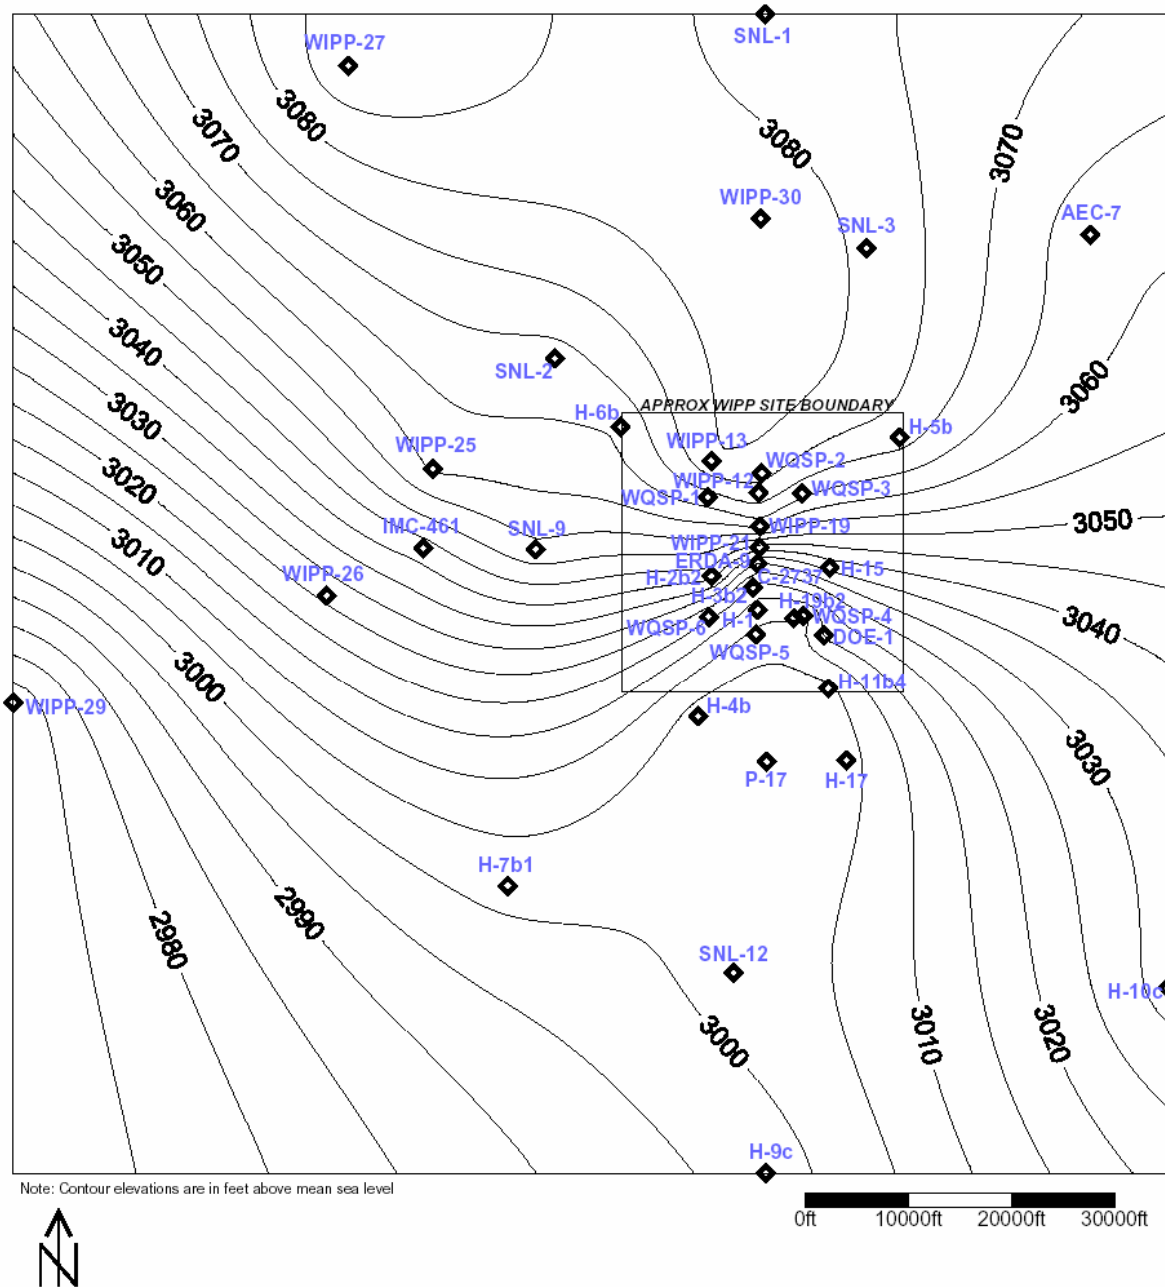 SNL-1
WIPP-27
3080
3070
3080
3070
3060
WIPP-30
SNL-3
AEC-7
3050
3040
SNL-2
3060
3030
APPROX WIPP SITE BOUNDARY
H-6b
H-5b
WIPP-25
WIPP-13
WQSP-2
3020
WIPP-12
WQSP-1
WQSP-3
3050
IMC-461
SNL-9
WIPP-19
3010
WIPP-21
ERDA-9
WIPP-26
H-2b2
C-2737
H-15
H-3b2
H-19b2
WQSP-6
H-1
WQSP-4
3040
DOE-1
WQSP-5
3000
H-11b4
WIPP-29
H-4b
3030
P-17
H-17
H-7b1
2990
2980
SNL-12
H-10c
3000
3010
3020
H-9c
Note: Contour elevations are in feet above mean sea level
0ft 10000ft 20000ft 30000ft
N